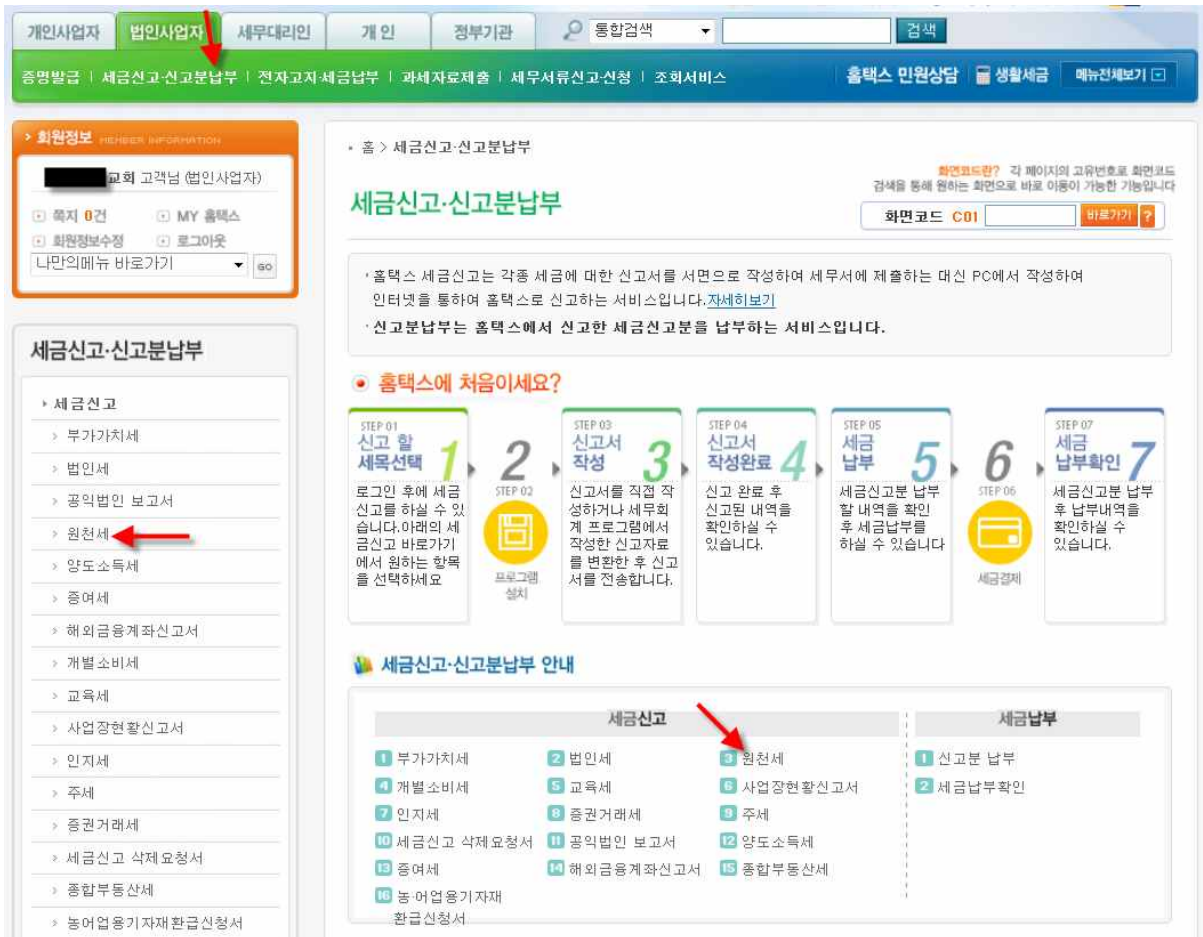 개인사업자 법인사업자 세무대리인 개 인 정부기관 통합검색 검색
증명발급 | 세금신고·신고분납부 | 전자고지·세금납부 | 과세자료제출 | 세무서류신고·신청 | 조회서비스 홈택스 민원상담 생활세금 메뉴전체보기
회원정보 MEMBER INFORMATION
교회 고객님 (법인사업자)
쪽지 0건 MY 홈택스
회원정보수정 로그아웃
나만의메뉴 바로가기 GO
세금신고·신고분납부
세금신고
부가가치세
법인세
공익법인 보고서
원천세
양도소득세
증여세
해외금융계좌신고서
개별소비세
교육세
사업장현황신고서
인지세
주세
증권거래세
세금신고 삭제요청서
종합부동산세
농어업용기자재환급신청서
홈 > 세금신고·신고분납부
화면코드란? 각 페이지의 고유번호로 화면코드
검색을 통해 원하는 화면으로 바로 이동이 가능한 기능입니다
세금신고·신고분납부
화면코드 C01 바로가기 ?
·홈택스 세금신고는 각종 세금에 대한 신고서를 서면으로 작성하여 세무서에 제출하는 대신 PC에서 작성하여
인터넷을 통하여 홈택스로 신고하는 서비스입니다.자세히보기
·신고분납부는 홈택스에서 신고한 세금신고분을 납부하는 서비스입니다.
홈택스에 처음이세요?
STEP 01
신고 할
세목선택 1
로그인 후에 세금
신고를 하실 수 있
습니다.아래의 세
금신고 바로가기
에서 원하는 항목
을 선택하세요
2
STEP 02
프로그램
설치
STEP 03
신고서
작성 3
신고서를 직접 작
성하거나 세무회
계 프로그램에서
작성한 신고자료
를 변환한 후 신고
서를 전송합니다.
STEP 04
신고서
작성완료 4
신고 완료 후
신고된 내역을
확인하실 수
있습니다.
STEP 05
세금
납부 5
세금신고분 납부
할 내역을 확인
후 세금납부를
하실 수 있습니다
6
STEP 06
세금결제
STEP 07
세금
납부확인 7
세금신고분 납부
후 납부내역을
확인하실 수
있습니다.
세금신고·신고분납부 안내
세금신고 세금납부
1 부가가치세 2 법인세 3 원천세 1 신고분 납부
4 개별소비세 5 교육세 6 사업장현황신고서 2 세금납부확인
7 인지세 8 증권거래세 9 주세
10 세금신고 삭제요청서 11 공익법인 보고서 12 양도소득세
13 증여세 14 해외금융계좌신고서 15 종합부동산세
16 농·어업용기자재
환급신청서